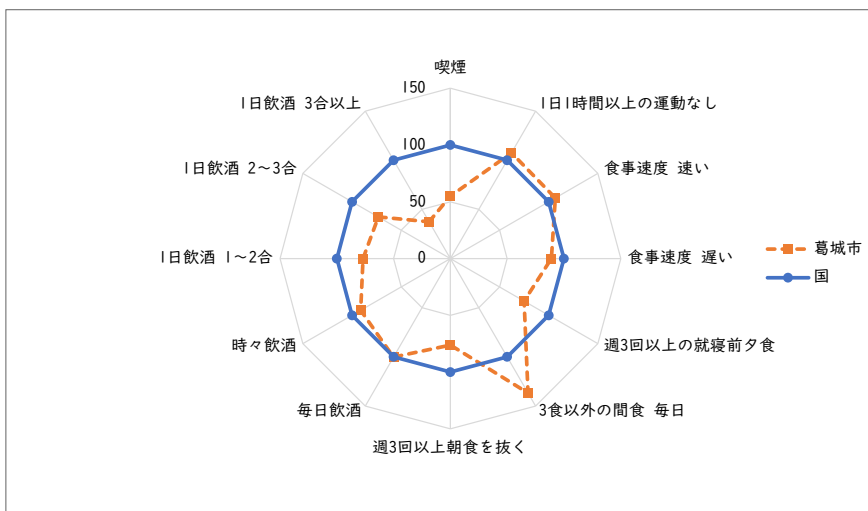 喫煙
150
1日飲酒 3合以上
1日1時間以上の運動なし
100
1日飲酒 2～3合
食事速度 速い
50
1日飲酒 1～2合
0
食事速度 遅い
葛城市
国
時々飲酒
週3回以上の就寝前夕食
毎日飲酒
3食以外の間食 毎日
週3回以上朝食を抜く